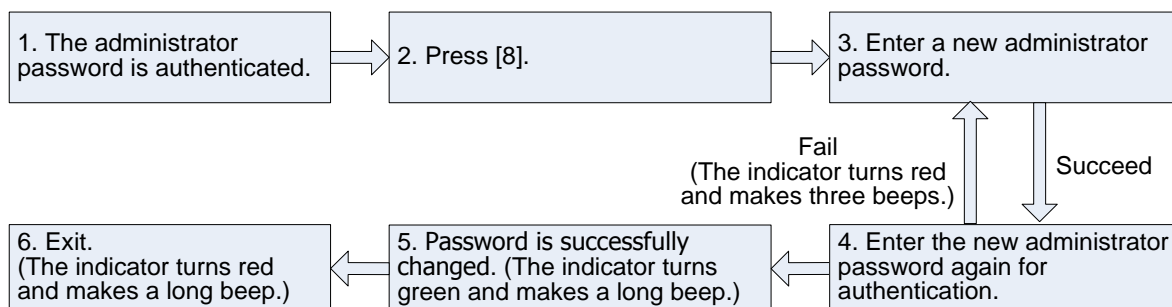 1. The administrator
password is authenticated.
2. Press [8].
3. Enter a new administrator
password.
Fail
(The indicator turns red
and makes three beeps.)
Succeed
4. Enter the new administrator
password again for
authentication.
5. Password is successfully
changed. (The indicator turns
green and makes a long beep.)
6. Exit.
(The indicator turns red
and makes a long beep.)